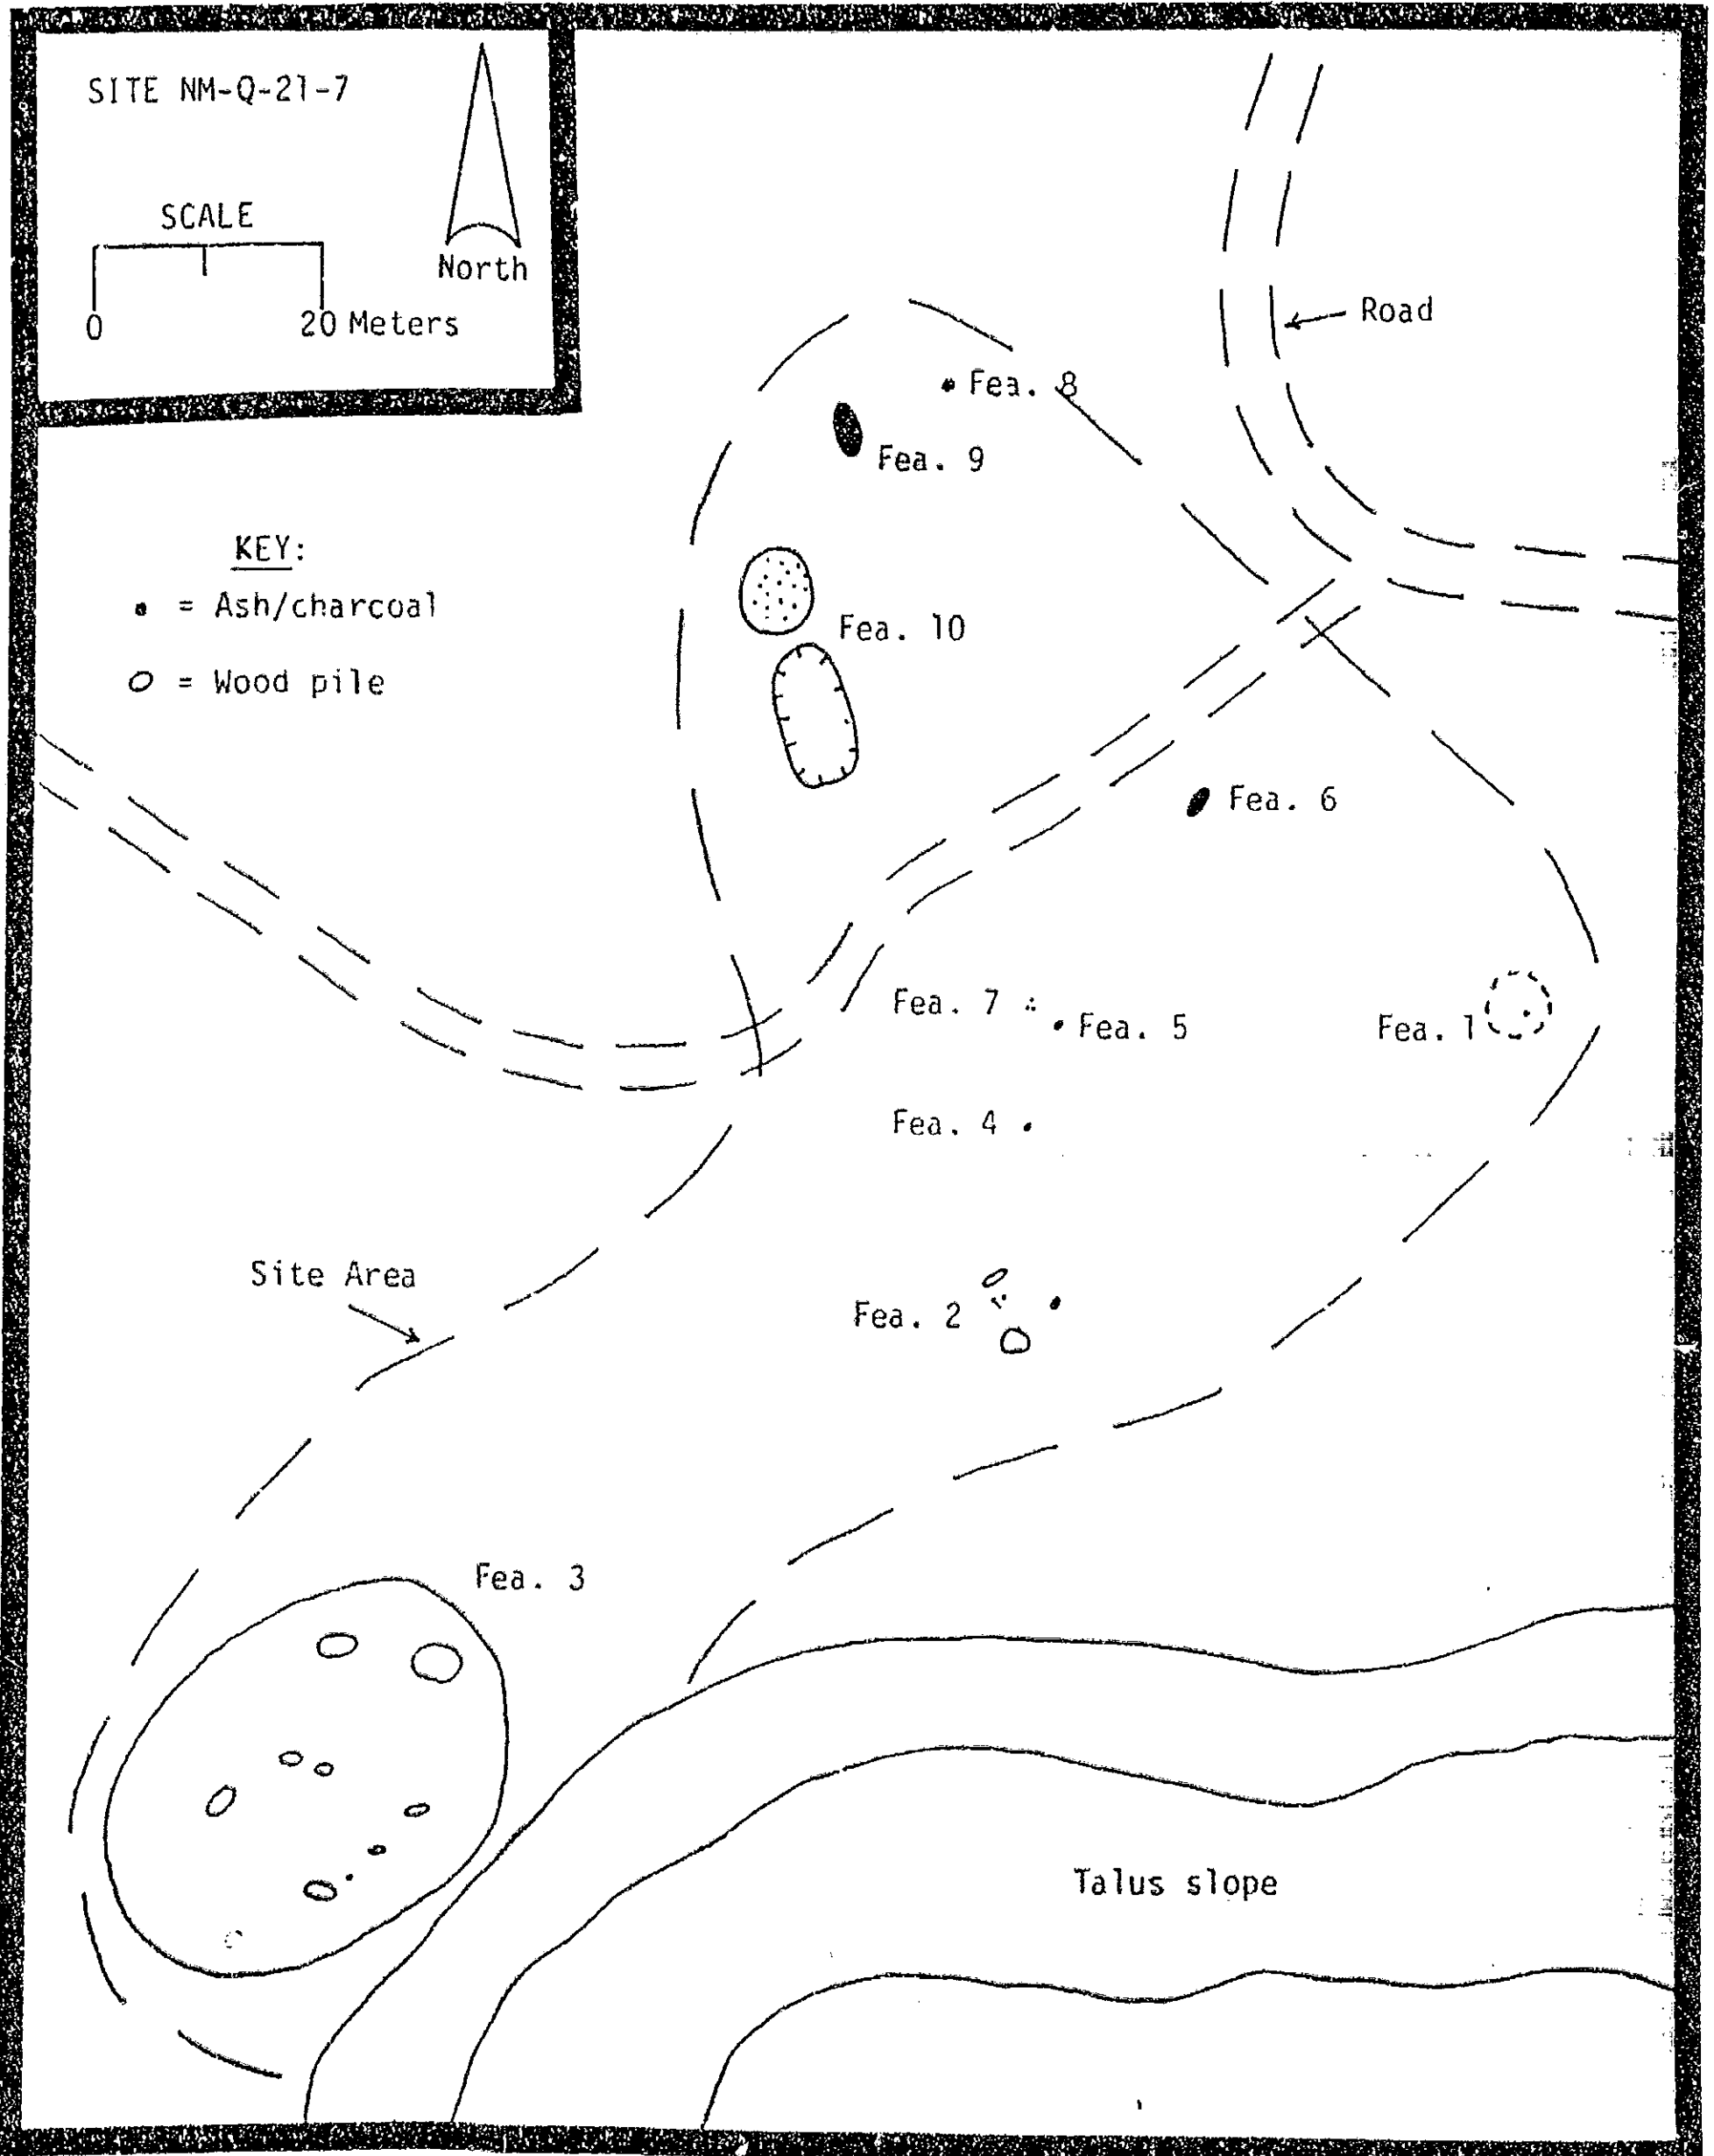 SITE NM-Q-21-7
SCALE
0 20 Meters
North
Road
Fea. 8
Fea. 9
KEY:
• = Ash/charcoal
Fea. 10
O = Wood pile
Fea. 6
Fea. 7
Fea. 5
Fea. 1
Fea. 4
Site Area
Fea. 2
Fea. 3
Talus slope